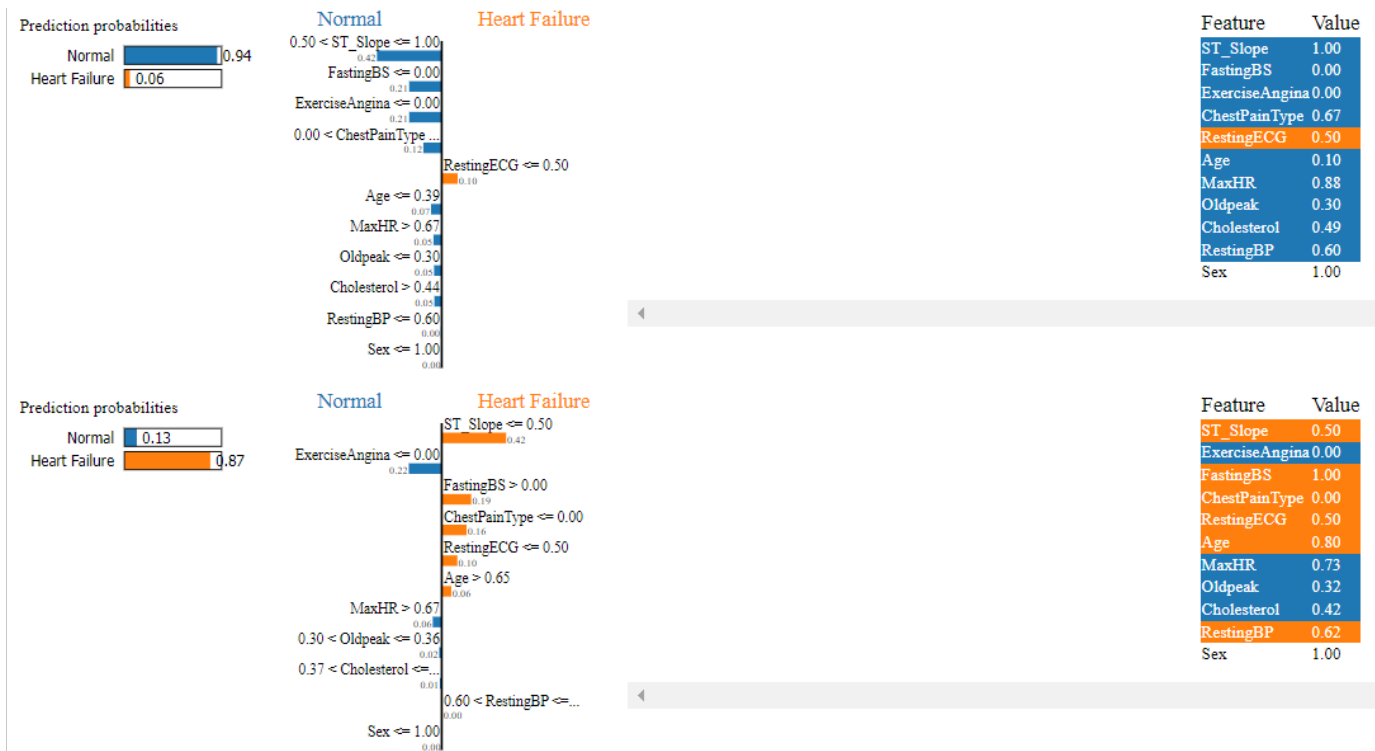 Prediction probabilities
Normal 0.94
Heart Failure 0.06
Normal Heart Failure
0.50 < ST_Slope <= 1.00
0.42
FastingBS <= 0.00
0.21
ExerciseAngina <= 0.00
0.21
0.00 < ChestPainType ...
0.12
RestingECG <= 0.50
0.10
Age <= 0.39
0.07
MaxHR > 0.67
0.05
Oldpeak <= 0.30
0.05
Cholesterol > 0.44
0.05
RestingBP <= 0.60
0.00
Sex <= 1.00
0.00
Feature Value
ST_Slope 1.00
FastingBS 0.00
ExerciseAngina 0.00
ChestPainType 0.67
RestingECG 0.50
Age 0.10
MaxHR 0.88
Oldpeak 0.30
Cholesterol 0.49
RestingBP 0.60
Sex 1.00
Prediction probabilities
Normal 0.13
Heart Failure 0.87
Normal Heart Failure
ST_Slope <= 0.50
0.42
ExerciseAngina <= 0.00
0.22
FastingBS > 0.00
0.19
ChestPainType <= 0.00
0.16
RestingECG <= 0.50
0.10
Age > 0.65
0.06
MaxHR > 0.67
0.06
0.30 < Oldpeak <= 0.36
0.02
0.37 < Cholesterol <=...
0.01
0.60 < RestingBP <=...
0.00
Sex <= 1.00
0.00
Feature Value
ST_Slope 0.50
ExerciseAngina 0.00
FastingBS 1.00
ChestPainType 0.00
RestingECG 0.50
Age 0.80
MaxHR 0.73
Oldpeak 0.32
Cholesterol 0.42
RestingBP 0.62
Sex 1.00